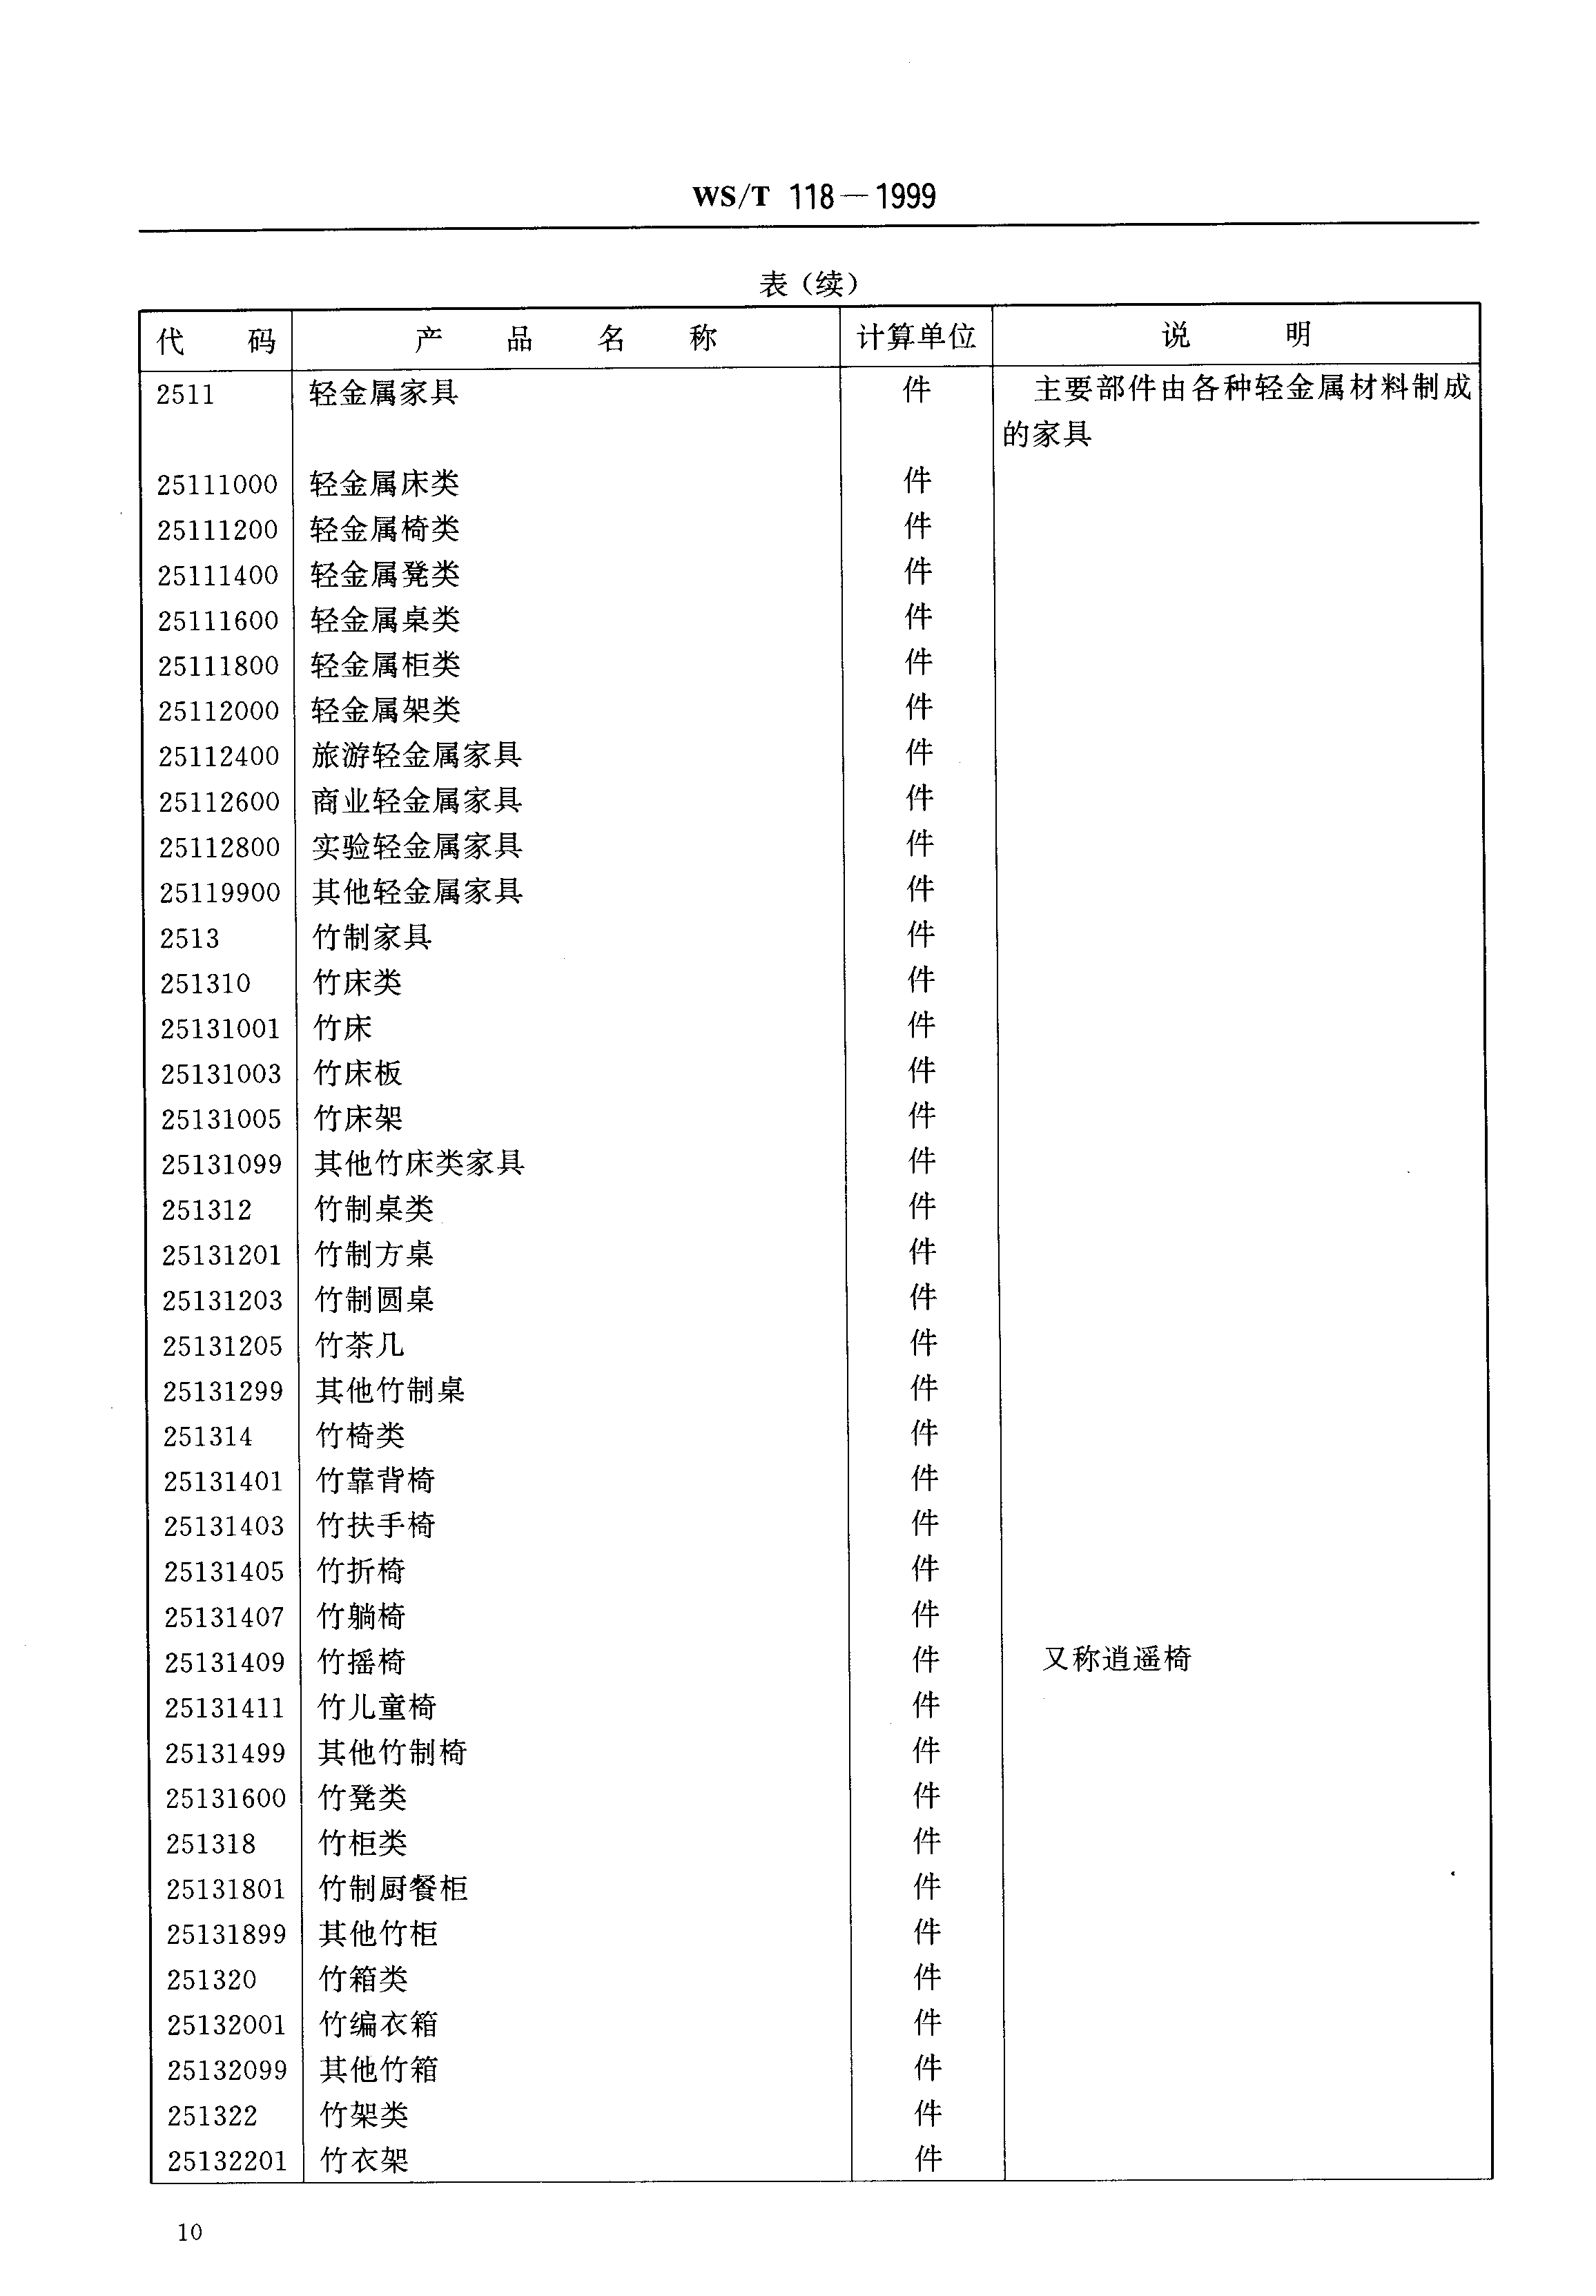 WS/T 118—1999
表（续）
代 码 产 品 名 称 计算单位 说 明
2511 轻金属家具 件 主要部件由各种轻金属材料制成
的家具
25111000 轻金属床类 件
25111200 轻金属椅类 件
25111400 轻金属凳类 件
25111600 轻金属桌类 件
25111800 轻金属柜类 件
25112000 轻金属架类 件
25112400 旅游轻金属家具 件
25112600 商业轻金属家具 件
25112800 实验轻金属家具 件
25119900 其他轻金属家具 件
2513 竹制家具 件
251310 竹床类 件
25131001 竹床 件
25131003 竹床板 件
25131005 竹床架 件
25131099 其他竹床类家具 件
251312 竹制桌类 件
25131201 竹制方桌 件
25131203 竹制圆桌 件
25131205 竹茶几 件
25131299 其他竹制桌 件
251314 竹椅类 件
25131401 竹靠背椅 件
25131403 竹扶手椅 件
25131405 竹折椅 件
25131407 竹躺椅 件
25131409 竹摇椅 件 又称逍遥椅
25131411 竹儿童椅 件
25131499 其他竹制椅 件
25131600 竹凳类 件
251318 竹柜类 件
25131801 竹制厨餐柜 件
25131899 其他竹柜 件
251320 竹箱类 件
25132001 竹编衣箱 件
25132099 其他竹箱 件
251322 竹架类 件
25132201 竹衣架 件
10